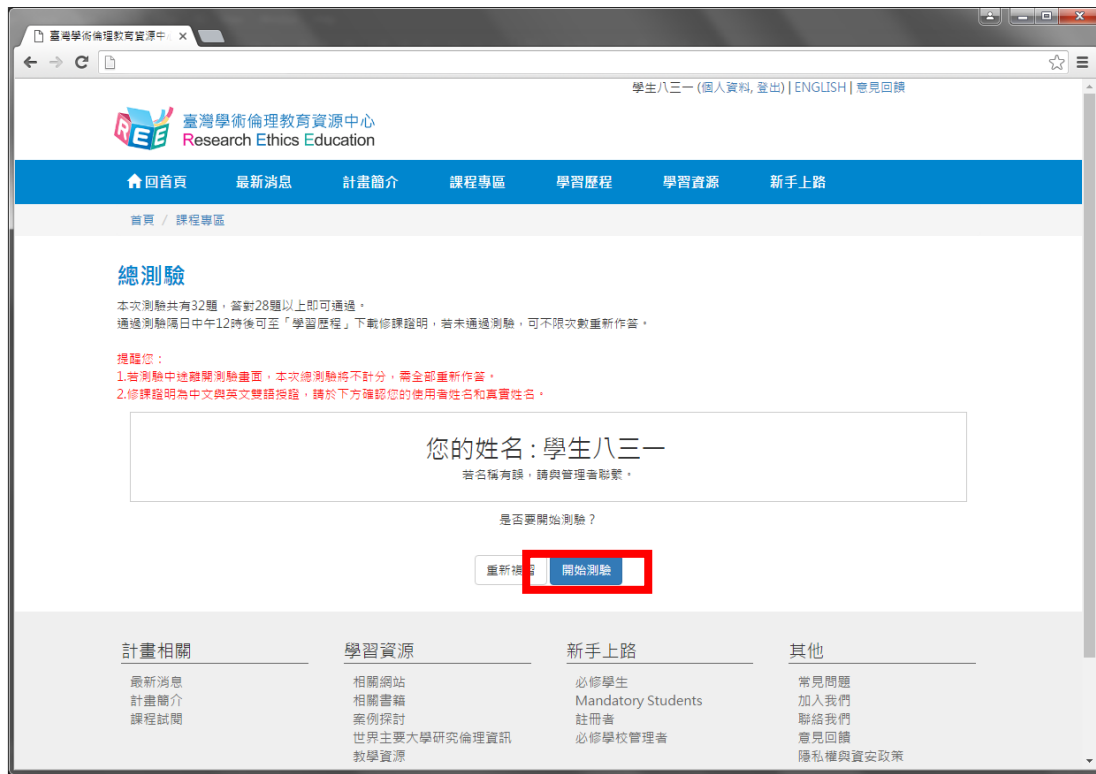 臺灣學術倫理教育資源中
學生八三一 (個人資料, 登出) | ENGLISH | 意見回饋
REE
臺灣學術倫理教育資源中心
Research Ethics Education
回首頁 最新消息 計畫簡介 課程專區 學習歷程 學習資源 新手上路
首頁 / 課程專區
總測驗
本次測驗共有32題，答對28題以上即可通過。
通過測驗隔日中午12時後可至「學習歷程」下載修課證明，若未通過測驗，可不限次數重新作答。
提醒您：
1.若測驗中途離開測驗畫面，本次總測驗將不計分，需全部重新作答。
2.修課證明為中文與英文雙語授證，請於下方確認您的使用者姓名和真實姓名。
您的姓名 : 學生八三一
若名稱有誤，請與管理者聯繫。
是否要開始測驗？
重新複習 開始測驗
計畫相關 學習資源 新手上路 其他
最新消息 相關網站 必修學生 常見問題
計畫簡介 相關書籍 Mandatory Students 加入我們
課程試閱 案例探討 註冊者 聯絡我們
世界主要大學研究倫理資訊 必修學校管理者 意見回饋
教學資源 隱私權與資安政策